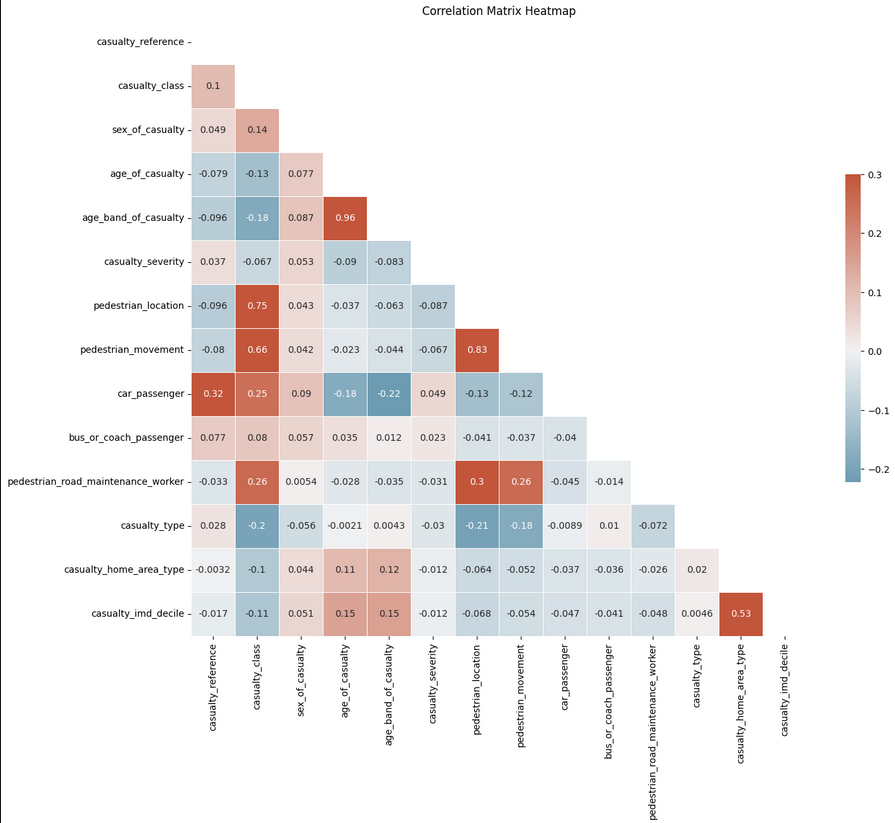 Correlation Matrix Heatmap
casualty_reference
casualty_class 0.1
sex_of_casualty 0.049 0.14
age_of_casualty -0.079 -0.13 0.077
age_band_of_casualty -0.096 -0.18 0.087 0.96
casualty_severity 0.037 -0.067 0.053 -0.09 -0.083
pedestrian_location -0.096 0.75 0.043 -0.037 -0.063 -0.087
pedestrian_movement -0.08 0.66 0.042 -0.023 -0.044 -0.067 0.83
car_passenger 0.32 0.25 0.09 -0.18 -0.22 0.049 -0.13 -0.12
bus_or_coach_passenger 0.077 0.08 0.057 0.035 0.012 0.023 -0.041 -0.037 -0.04
pedestrian_road_maintenance_worker -0.033 0.26 0.0054 -0.028 -0.035 -0.031 0.3 0.26 -0.045 -0.014
casualty_type 0.028 -0.2 -0.056 -0.0021 0.0043 -0.03 -0.21 -0.18 -0.0089 0.01 -0.072
casualty_home_area_type -0.0032 -0.1 0.044 0.11 0.12 -0.012 -0.064 -0.052 -0.037 -0.036 -0.026 0.02
casualty_imd_decile -0.017 -0.11 0.051 0.15 0.15 -0.012 -0.068 -0.054 -0.047 -0.041 -0.048 0.0046 0.53
casualty_reference
casualty_class
sex_of_casualty
age_of_casualty
age_band_of_casualty
casualty_severity
pedestrian_location
pedestrian_movement
car_passenger
bus_or_coach_passenger
pedestrian_road_maintenance_worker
casualty_type
casualty_home_area_type
casualty_imd_decile
0.3
0.2
0.1
0.0
−0.1
−0.2